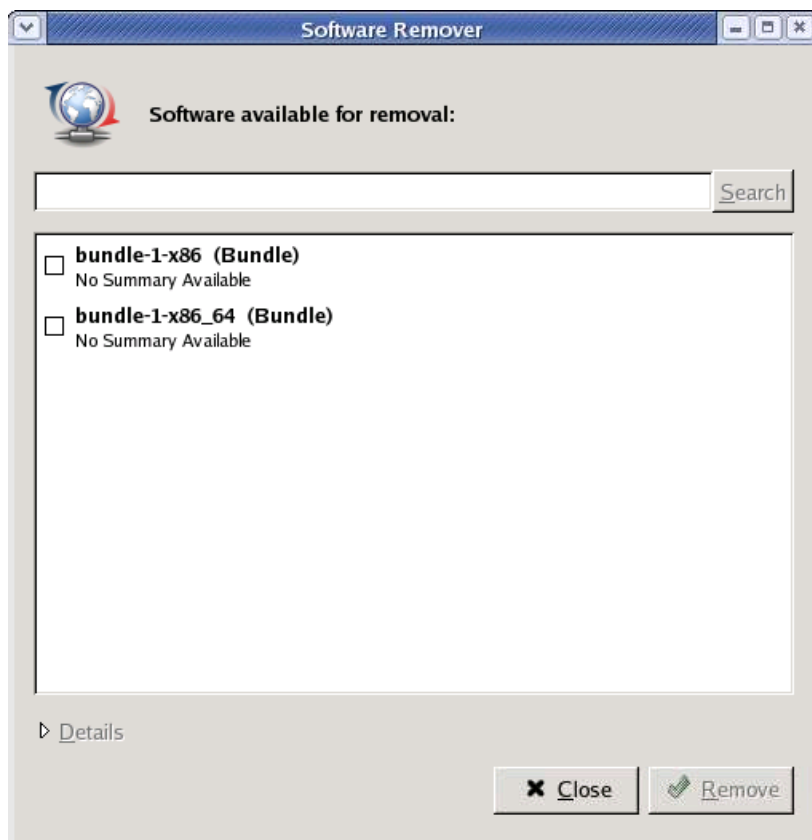 Software Remover
Software available for removal:
Search
bundle-1-x86 (Bundle)
No Summary Available
bundle-1-x86_64 (Bundle)
No Summary Available
Details
Close
Remove